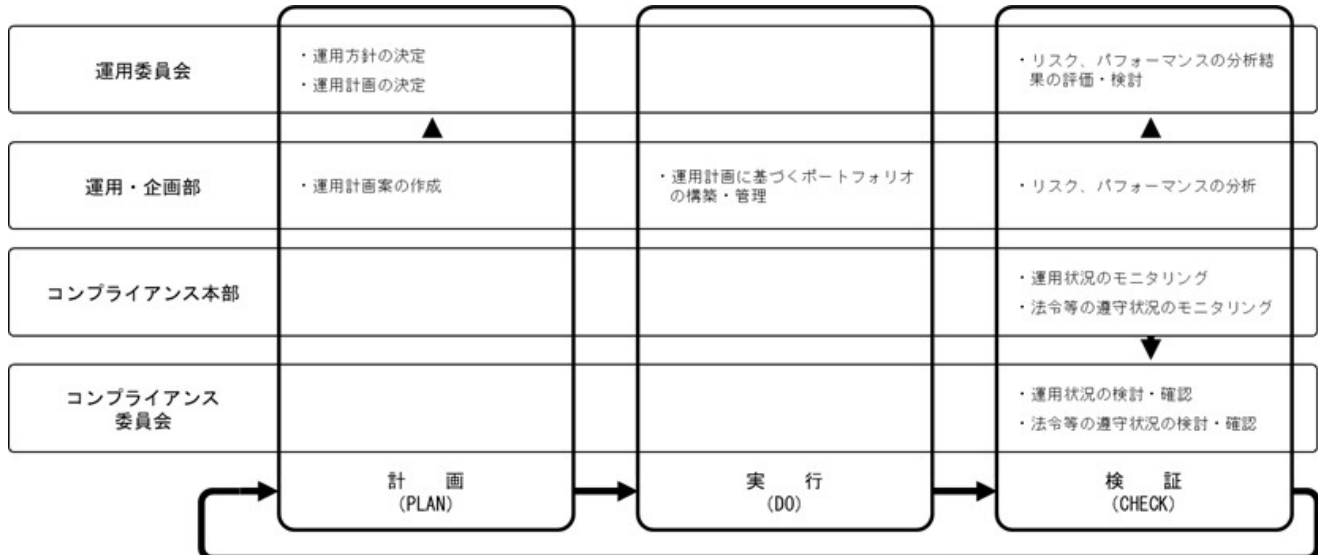 運用委員会
・運用方針の決定
・運用計画の決定
・リスク、パフォーマンスの分析結
果の評価・検討
▲
▲
運用・企画部
・運用計画案の作成
・運用計画に基づくポートフォリオ
の構築・管理
・リスク、パフォーマンスの分析
コンプライアンス本部
・運用状況のモニタリング
・法令等の遵守状況のモニタリング
コンプライアンス
委員会
・運用状況の検討・確認
・法令等の遵守状況の検討・確認
計　画
(PLAN)
実　行
(DO)
検　証
(CHECK)